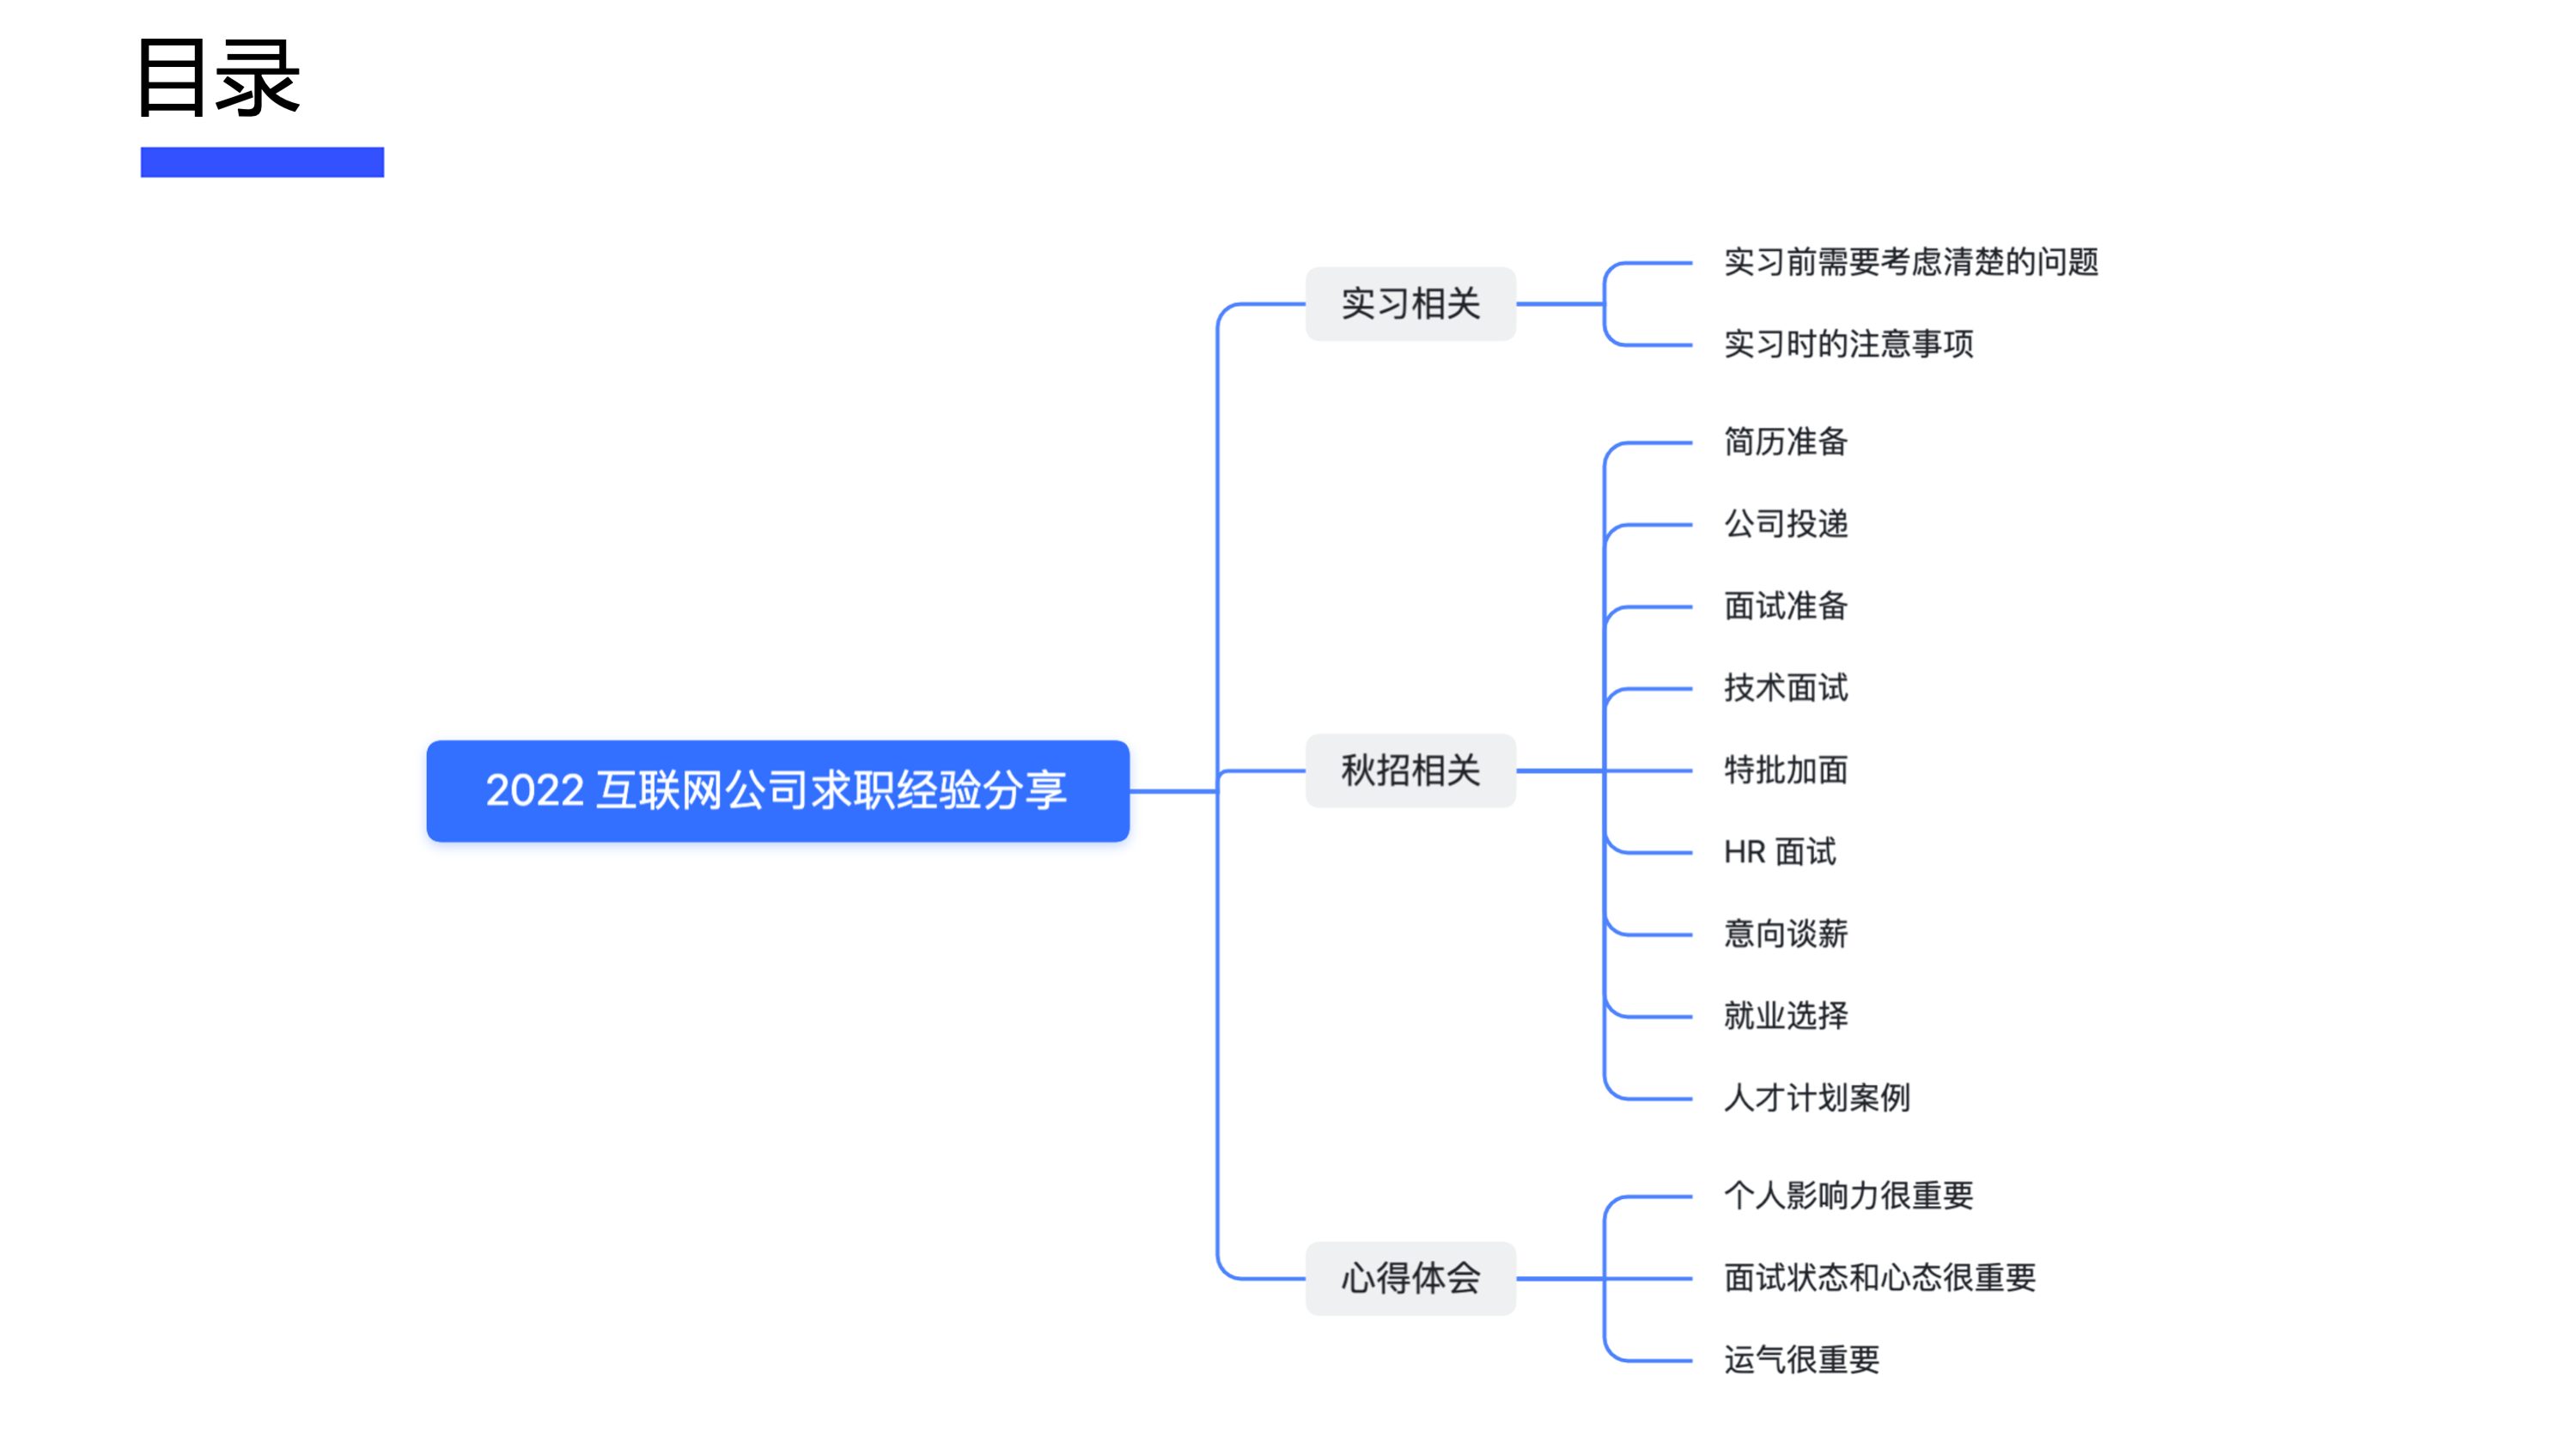 目录
2022 互联网公司求职经验分享
实习相关
实习前需要考虑清楚的问题
实习时的注意事项
秋招相关
简历准备
公司投递
面试准备
技术面试
特批加面
HR 面试
意向谈薪
就业选择
人才计划案例
心得体会
个人影响力很重要
面试状态和心态很重要
运气很重要